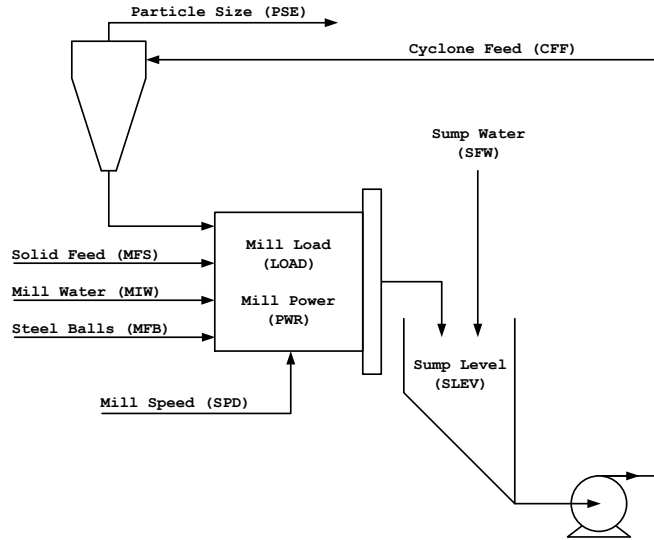 Particle Size (PSE)
Cyclone Feed (CFF)
Sump Water
(SFW)
Mill Load
(LOAD)
Solid Feed (MFS)
Mill Water (MIW)
Mill Power
(PWR)
Steel Balls (MFB)
Sump Level
(SLEV)
Mill Speed (SPD)